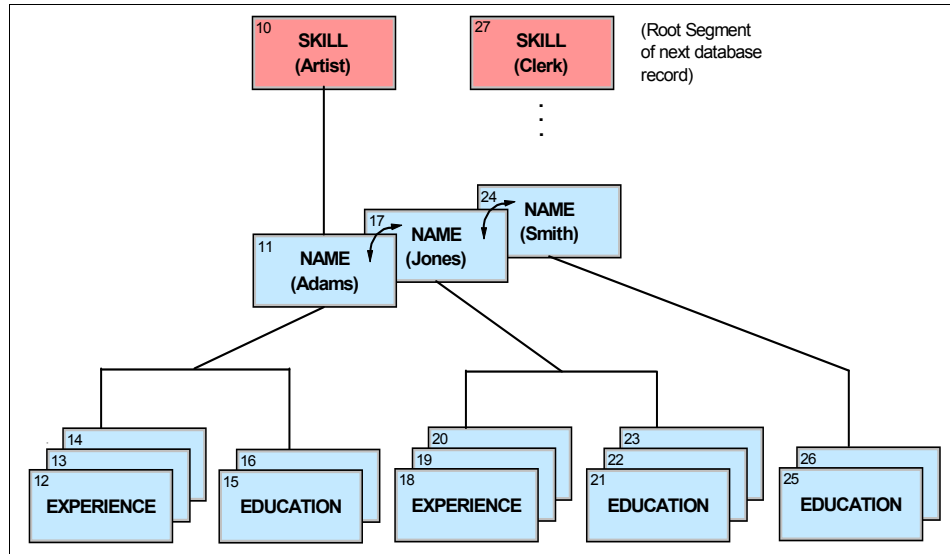 10
SKILL
(Artist)
27
SKILL
(Clerk)
(Root Segment
of next database
record)
24
NAME
(Smith)
17
NAME
(Jones)
11
NAME
(Adams)
14
13
12
EXPERIENCE
16
15
EDUCATION
20
19
18
EXPERIENCE
23
22
21
EDUCATION
26
25
EDUCATION